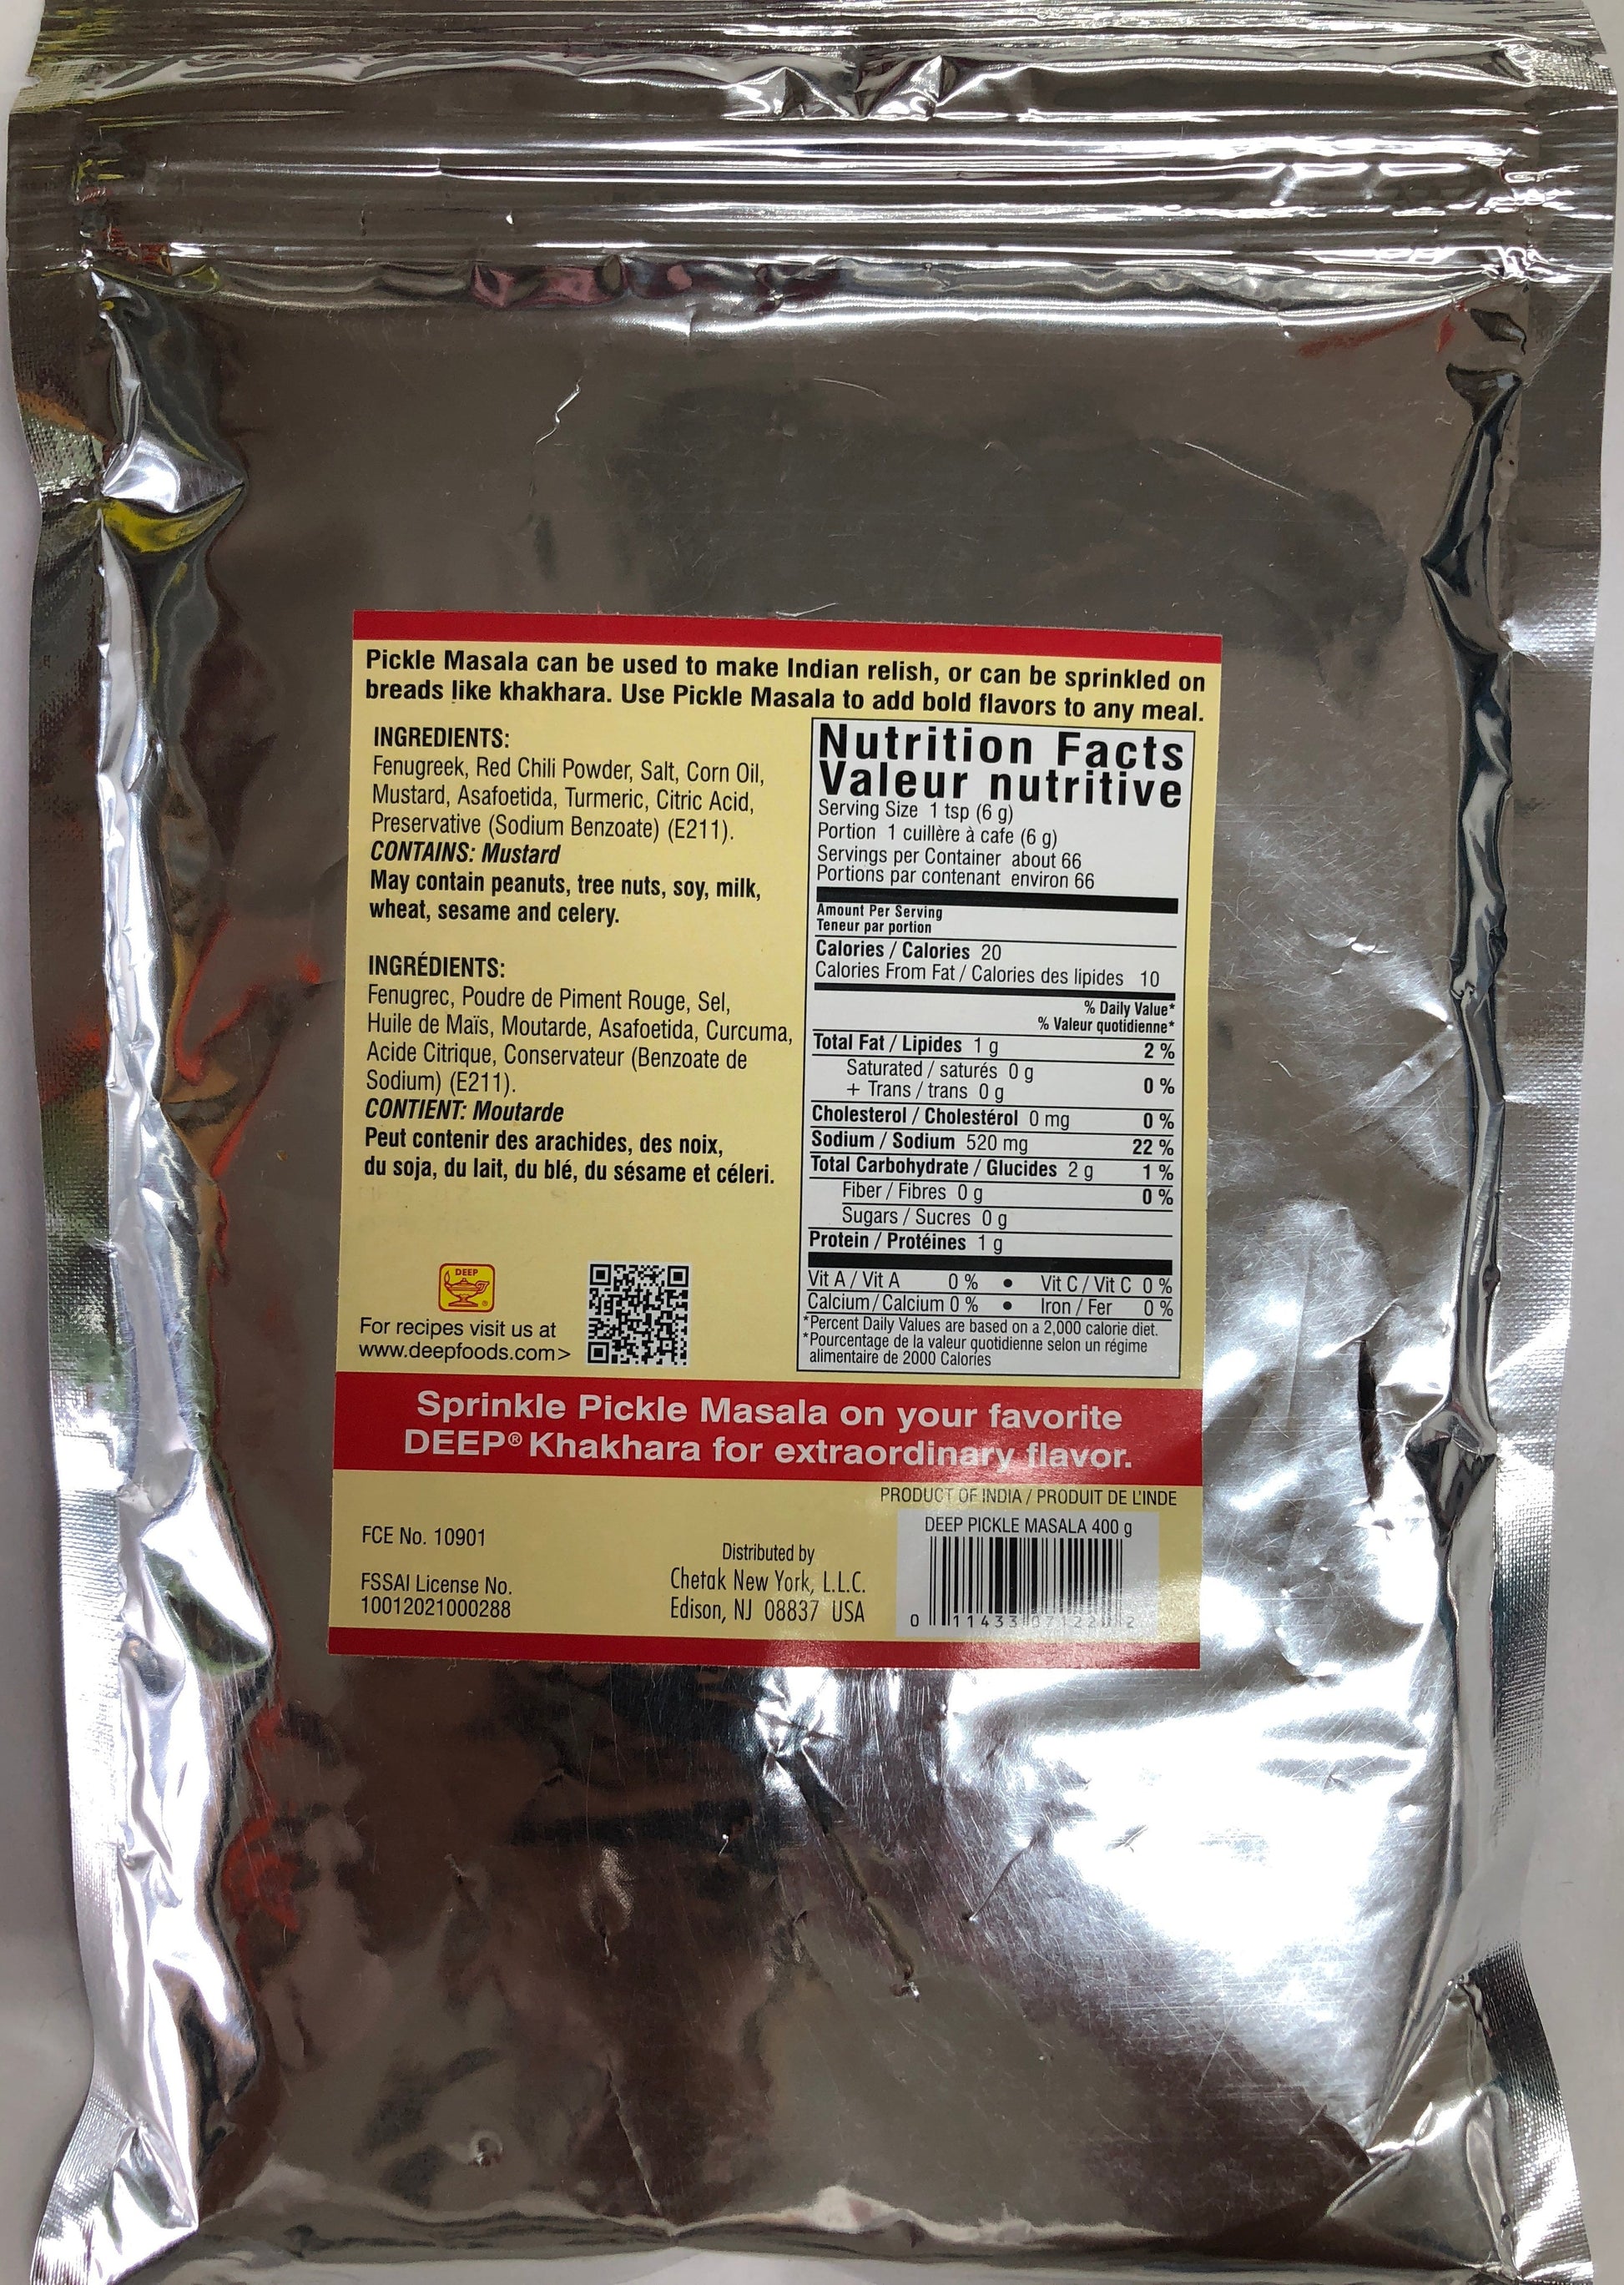 Pickle Masala can be used to make Indian relish, or can be sprinkled on
breads like khakhara. Use Pickle Masala to add bold flavors to any meal.
INGREDIENTS:
Fenugreek, Red Chili Powder, Salt, Corn Oil,
Mustard, Asafoetida, Turmeric, Citric Acid,
Preservative (Sodium Benzoate) (E211).
CONTAINS: Mustard
May contain peanuts, tree nuts, soy, milk,
wheat, sesame and celery.
INGRÉDIENTS:
Fenugrec, Poudre de Piment Rouge, Sel,
Huile de Maïs, Moutarde, Asafoetida, Curcuma,
Acide Citrique, Conservateur (Benzoate de
Sodium) (E211).
CONTIENT: Moutarde
Peut contenir des arachides, des noix,
du soja, du lait, du blé, du sésame et céleri.
DEEP
For recipes visit us at
www.deepfoods.com>
Nutrition Facts
Valeur nutritive
Serving Size 1 tsp (6 g)
Portion 1 cuillère à cafe (6 g)
Servings per Container about 66
Portions par contenant environ 66
Amount Per Serving
Teneur par portion
Calories / Calories 20
Calories From Fat / Calories des lipides 10
% Daily Value*
% Valeur quotidienne*
Total Fat / Lipides 1 g 2 %
Saturated / saturés 0 g
+ Trans / trans 0 g 0 %
Cholesterol / Cholestérol 0 mg 0 %
Sodium / Sodium 520 mg 22 %
Total Carbohydrate / Glucides 2 g 1 %
Fiber / Fibres 0 g 0 %
Sugars / Sucres 0 g
Protein / Protéines 1 g
Vit A / Vit A 0 % • Vit C / Vit C 0 %
Calcium / Calcium 0 % • Iron / Fer 0 %
*Percent Daily Values are based on a 2,000 calorie diet.
*Pourcentage de la valeur quotidienne selon un régime
alimentaire de 2000 Calories
Sprinkle Pickle Masala on your favorite
DEEP® Khakhara for extraordinary flavor.
PRODUCT OF INDIA / PRODUIT DE L'INDE
FCE No. 10901
FSSAI License No.
10012021000288
Distributed by
Chetak New York, L.L.C.
Edison, NJ 08837 USA
DEEP PICKLE MASALA 400 g
0 11433 07122 2